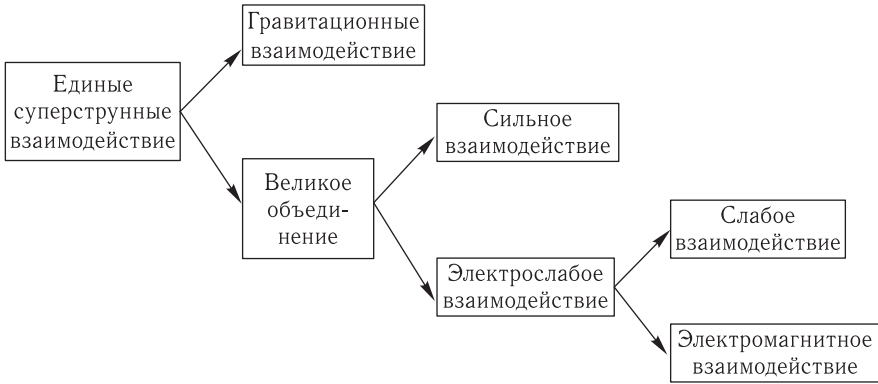 Гравитационные
взаимодействие
Единые
суперструнные
взаимодействие
Сильное
взаимодействие
Великое
объеди-
нение
Слабое
взаимодействие
Электрослабое
взаимодействие
Электромагнитное
взаимодействие